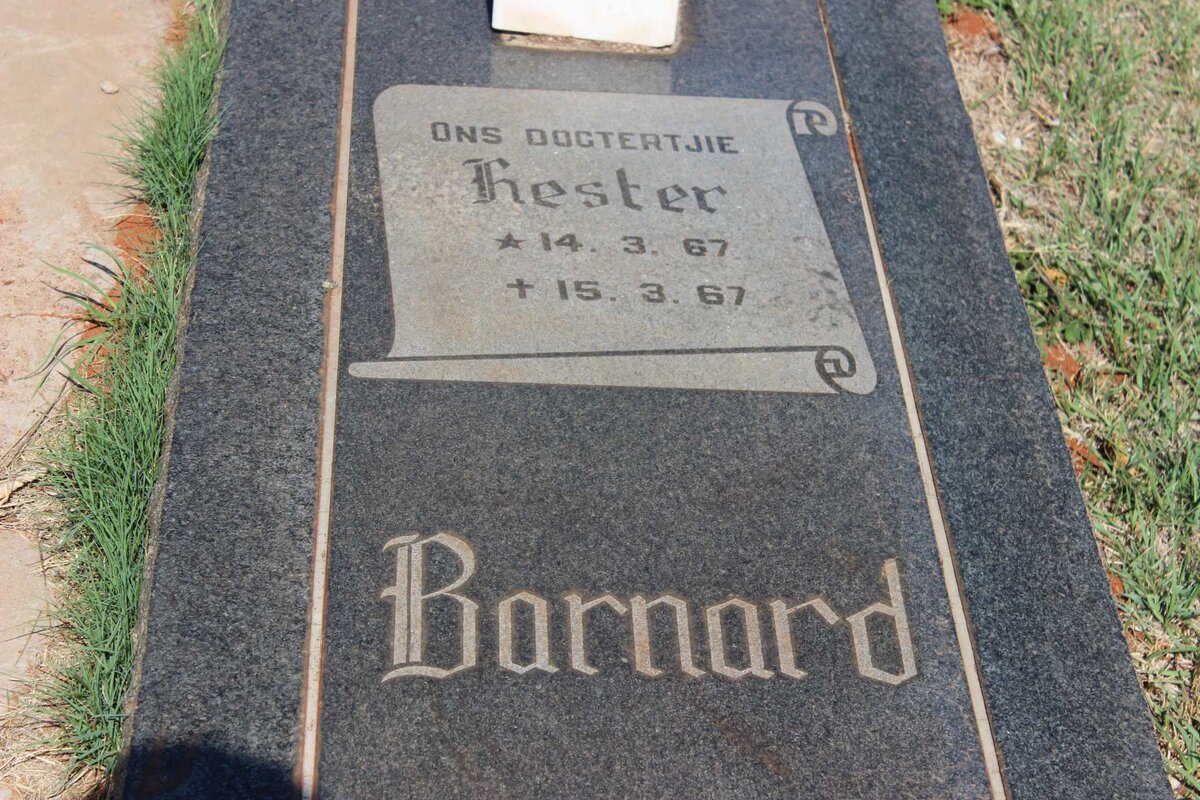 ONS DOGTERTJIE
Hester
★ 14. 3. 67
✝ 15. 3. 67
Barnard